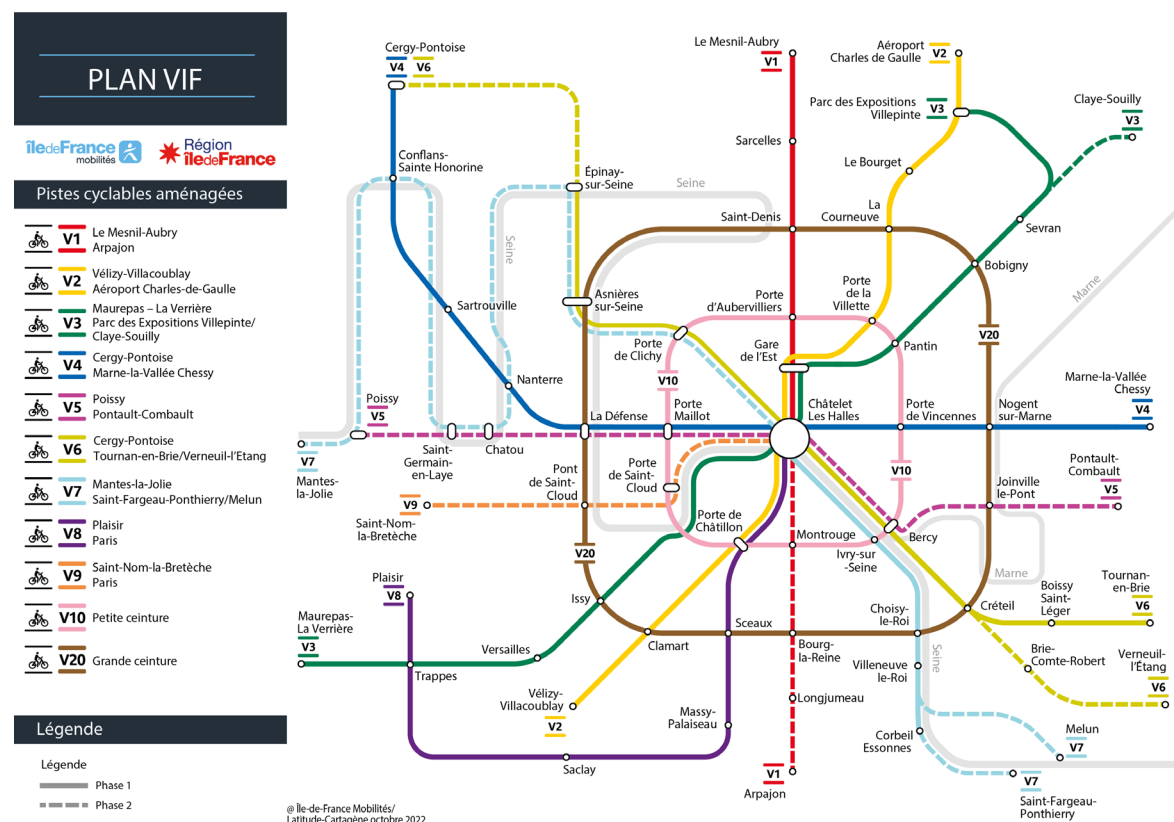 PLAN VIF
îledeFrance
mobilités
Région
îledeFrance
Pistes cyclables aménagées
V1
Le Mesnil-Aubry
Arpajon
V2
Vélizy-Villacoublay
Aéroport Charles-de-Gaulle
V3
Maurepas – La Verrière
Parc des Expositions Villepinte/
Claye-Souilly
V4
Cergy-Pontoise
Marne-la-Vallée Chessy
V5
Poissy
Pontault-Combault
V6
Cergy-Pontoise
Tournan-en-Brie/Verneuil-l'Etang
V7
Mantes-la-Jolie
Saint-Fargeau-Ponthierry/Melun
V8
Plaisir
Paris
V9
Saint-Nom-la-Bretèche
Paris
V10
Petite ceinture
V20
Grande ceinture
Légende
Légende
Phase 1
Phase 2
@ Île-de-France Mobilités/
Latitude-Cartagène octobre 2022
Cergy-Pontoise
V4
V6
Le Mesnil-Aubry
V1
Aéroport
Charles de Gaulle
V2
Parc des Expositions
Villepinte
V3
Claye-Souilly
V3
Sarcelles
Conflans-
Sainte Honorine
Épinay-
sur-Seine
Seine
Le Bourget
Saint-Denis
La
Courneuve
Sevran
Seine
Bobigny
Marne
Sartrouville
Asnières
sur-Seine
Porte
d'Aubervilliers
Porte
de la
Villette
V20
Porte
de Clichy
Gare
de l'Est
Pantin
Nanterre
V10
Marne-la-Vallée
Chessy
V4
Poissy
V5
La Défense
Porte
Maillot
Châtelet
Les Halles
Porte
de Vincennes
Nogent
sur-Marne
V7
Mantes-
la-Jolie
Saint-
Germain-
en-Laye
Chatou
Pont
de Saint-
Cloud
Porte
de Saint-
Cloud
V10
Joinville
le-Pont
Pontault-
Combault
V5
V9
Saint-Nom-
la-Bretèche
Porte de
Châtillon
Montrouge
Ivry-sur
-Seine
Bercy
V20
Marne
Plaisir
V8
Issy
Choisy-
le-Roi
Créteil
Boissy
Saint-
Léger
Tournan-
en-Brie
V6
Maurepas-
La Verrière
V3
Versailles
Trappes
Clamart
Sceaux
Bourg-
la-Reine
Seine
Brie-
Comte-Robert
Verneuil-
l'Étang
V6
Vélizy-
Villacoublay
V2
Villeneuve
le-Roi
Longjumeau
Massy-
Palaiseau
Corbeil
Essonnes
Melun
V7
Saclay
V1
Arpajon
V7
Saint-Fargeau-
Ponthierry